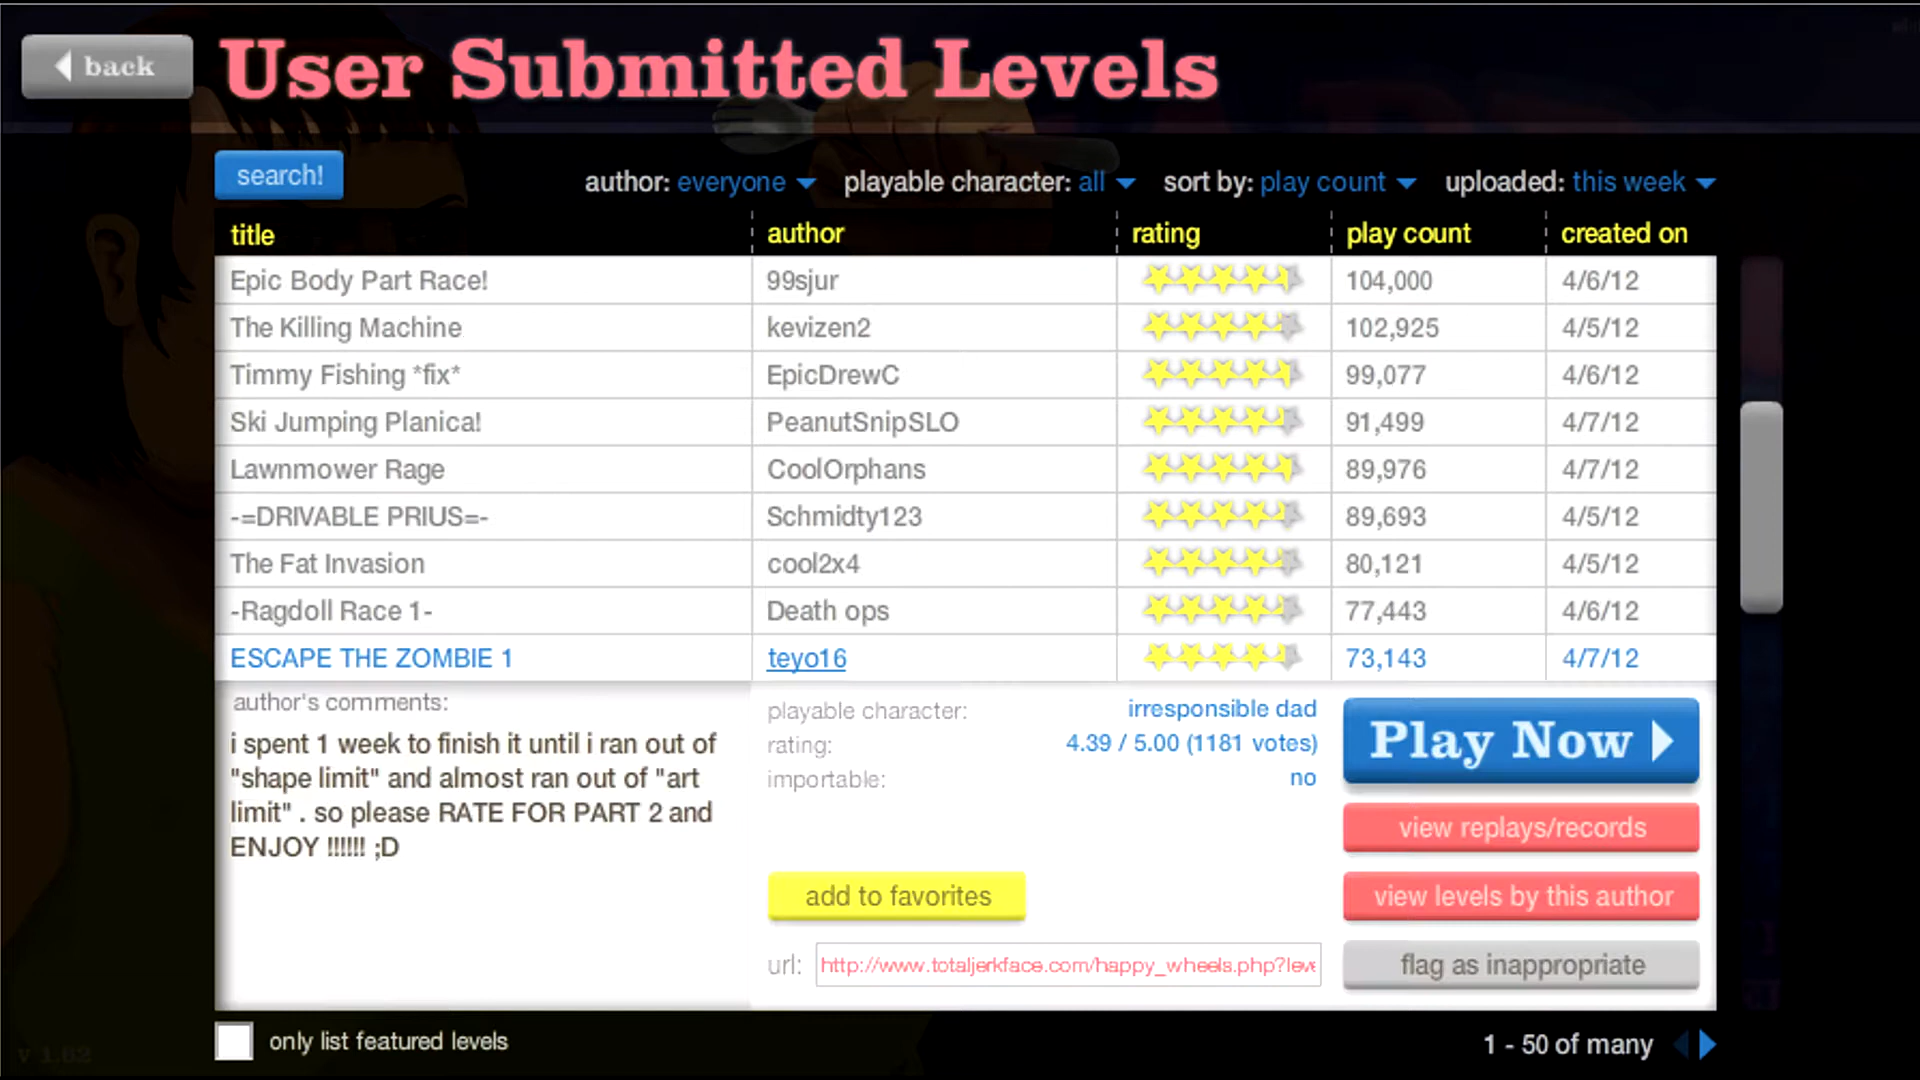 back
User Submitted Levels
search!
author: everyone
playable character: all
sort by: play count
uploaded: this week
title author rating play count created on
Epic Body Part Race! 99sjur 104,000 4/6/12
The Killing Machine kevizen2 102,925 4/5/12
Timmy Fishing *fix* EpicDrewC 99,077 4/6/12
Ski Jumping Planica! PeanutSnipSLO 91,499 4/7/12
Lawnmower Rage CoolOrphans 89,976 4/7/12
-=DRIVABLE PRIUS=- Schmidty123 89,693 4/5/12
The Fat Invasion cool2x4 80,121 4/5/12
-Ragdoll Race 1- Death ops 77,443 4/6/12
ESCAPE THE ZOMBIE 1 teyo16 73,143 4/7/12
author's comments:
i spent 1 week to finish it until i ran out of
"shape limit" and almost ran out of "art
limit" . so please RATE FOR PART 2 and
ENJOY !!!!!! ;D
playable character: irresponsible dad
rating: 4.39 / 5.00 (1181 votes)
importable: no
add to favorites
url: http://www.totaljerkface.com/happy_wheels.php?leve
Play Now
view replays/records
view levels by this author
flag as inappropriate
only list featured levels
1 - 50 of many
v 1.62